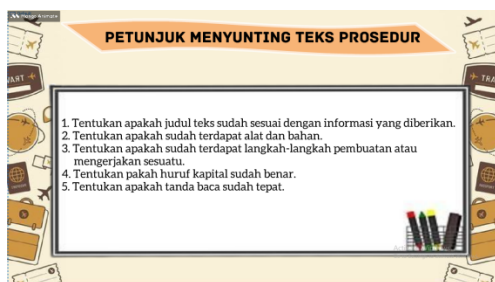 PETUNJUK MENYUNTING TEKS PROSEDUR
1. Tentukan apakah judul teks sudah sesuai dengan informasi yang diberikan.
2. Tentukan apakah sudah terdapat alat dan bahan.
3. Tentukan apakah sudah terdapat langkah-langkah pembuatan atau
mengerjakan sesuatu.
4. Tentukan pakah huruf kapital sudah benar.
5. Tentukan apakah tanda baca sudah tepat.